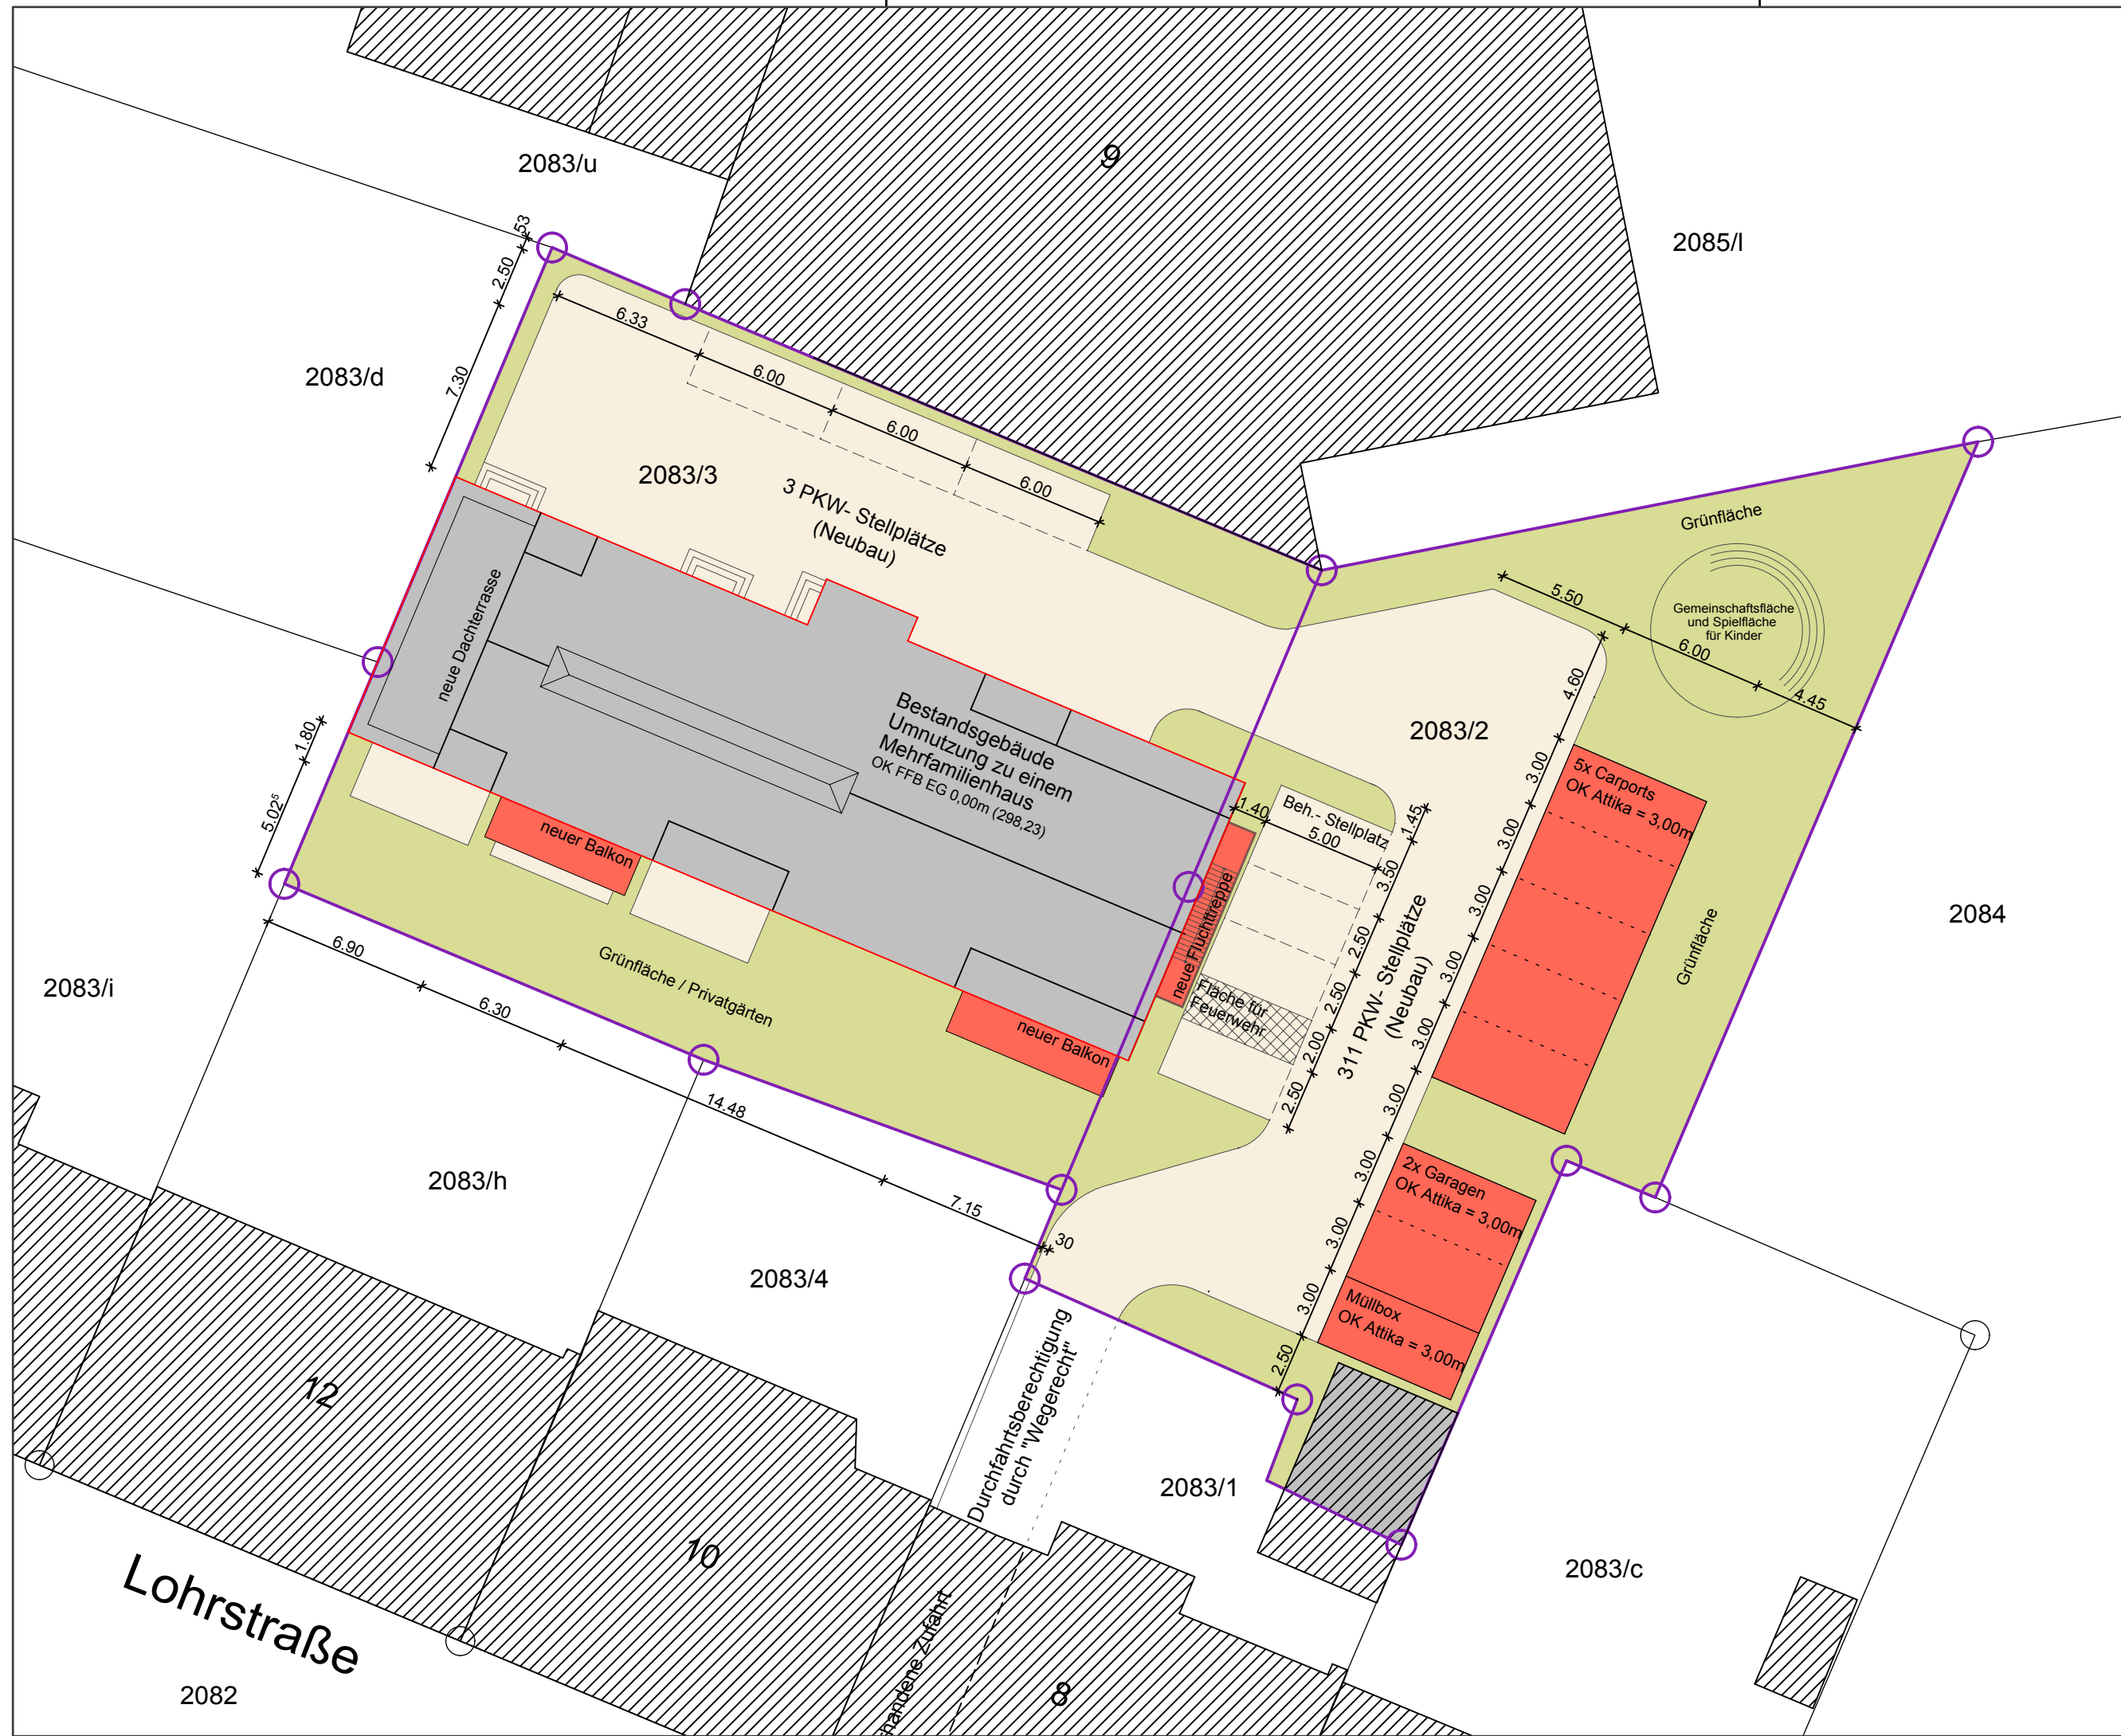 9
2083/u
2085/l
53
2.50
7.30
2083/d
6.33
6.00
6.00
6.00
2083/3
3 PKW- Stellplätze
(Neubau)
Grünfläche
Gemeinschaftsfläche
und Spielfläche
für Kinder
5.50
6.00
4.45
4.60
2083/2
neue Dachterrasse
Bestandsgebäude
Umnutzung zu einem
Mehrfamilienhaus
OK FFB EG 0,00m (298,23)
1.80
5.02⁵
neuer Balkon
1.40
Beh.- Stellplatz
5.00
1.45
3.50
2.50
2.50
2.00
2.50
neue Fluchttreppe
Fläche für
Feuerwehr
311 PKW- Stellplätze
(Neubau)
3.00
3.00
3.00
3.00
3.00
3.00
3.00
3.00
3.00
2.50
5x Carports
OK Attika = 3,00m
Grünfläche
2084
Grünfläche / Privatgärten
neuer Balkon
6.90
6.30
14.48
7.15
30
2083/i
2083/h
2083/4
2x Garagen
OK Attika = 3,00m
Müllbox
OK Attika = 3,00m
Durchfahrtsberechtigung
durch "Wegerecht"
2083/1
2083/c
12
10
8
handene Zufahrt
Lohrstraße
2082